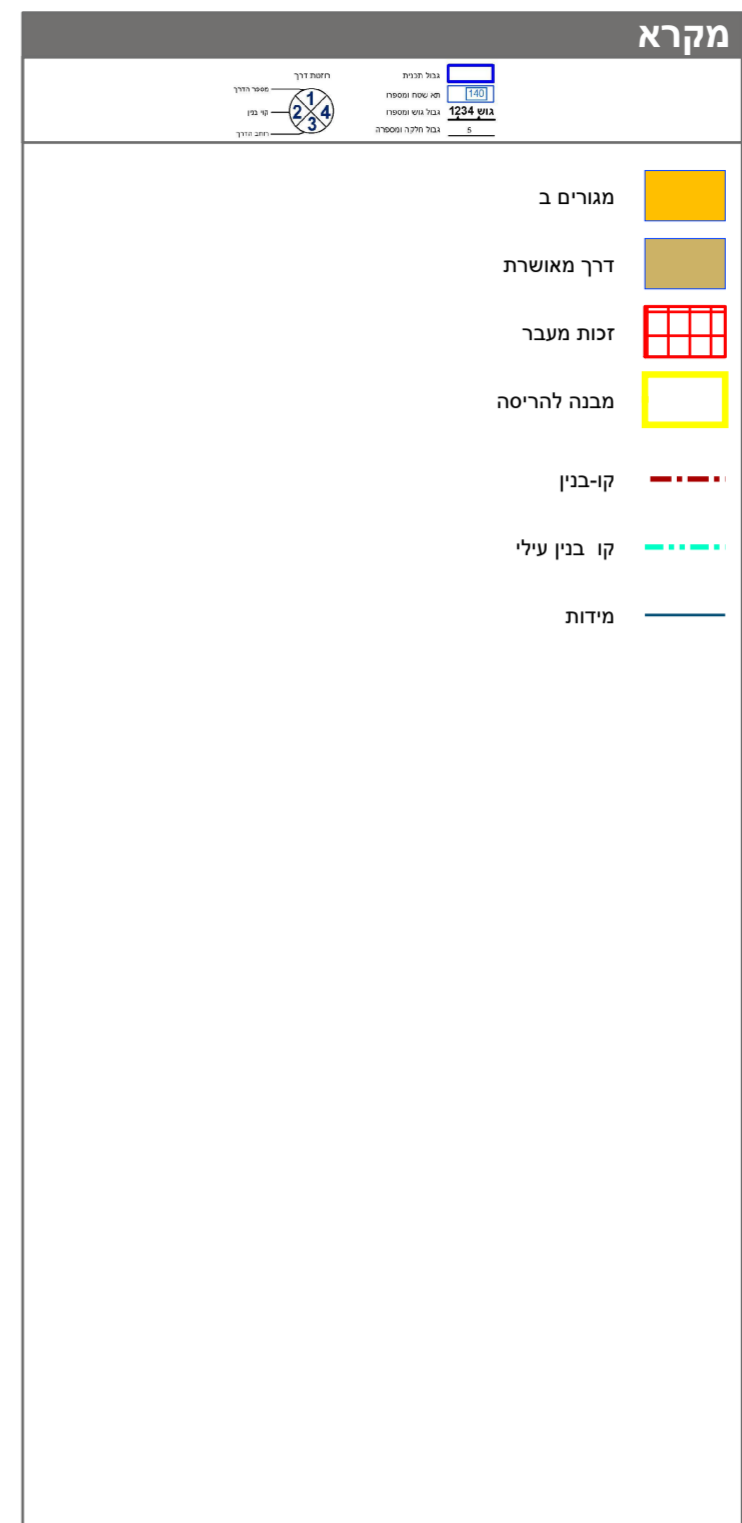 מקרא
גבול תכנית
140
תא שטח ומספרו
גוש 1234
גבול גוש ומספרו
5
גבול חלקה ומספרה
רוזטת דרך
מספר הדרך
קוי בנין
רוחב הדרך
1
2 4
3
מגורים ב
דרך מאושרת
זכות מעבר
מבנה להריסה
קו-בנין
קו בנין עילי
מידות